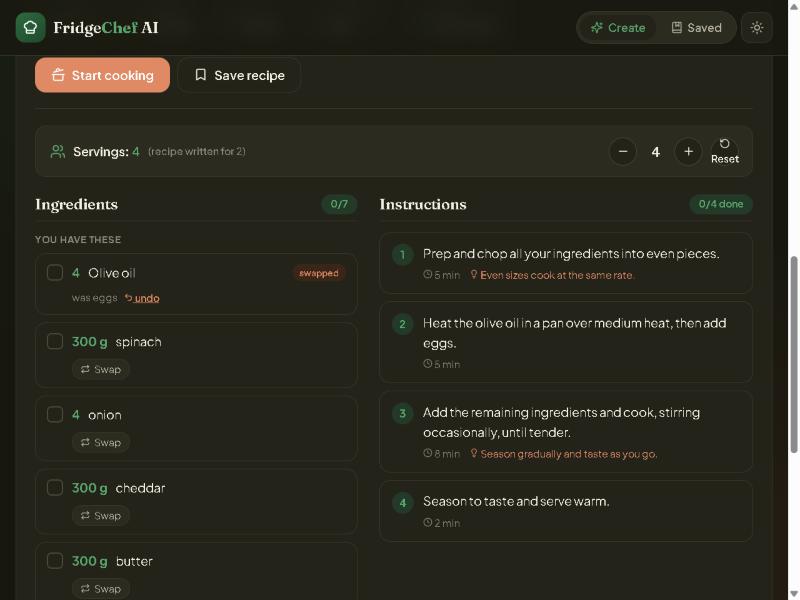 FridgeChef AI
Create
Saved
Start cooking
Save recipe
Servings: 4 (recipe written for 2)
4
Reset
Ingredients
0/7
YOU HAVE THESE
4 Olive oil
swapped
was eggs undo
300 g spinach
Swap
4 onion
Swap
300 g cheddar
Swap
300 g butter
Swap
Instructions
0/4 done
1 Prep and chop all your ingredients into even pieces.
5 min Even sizes cook at the same rate.
2 Heat the olive oil in a pan over medium heat, then add
eggs.
5 min
3 Add the remaining ingredients and cook, stirring
occasionally, until tender.
8 min Season gradually and taste as you go.
4 Season to taste and serve warm.
2 min